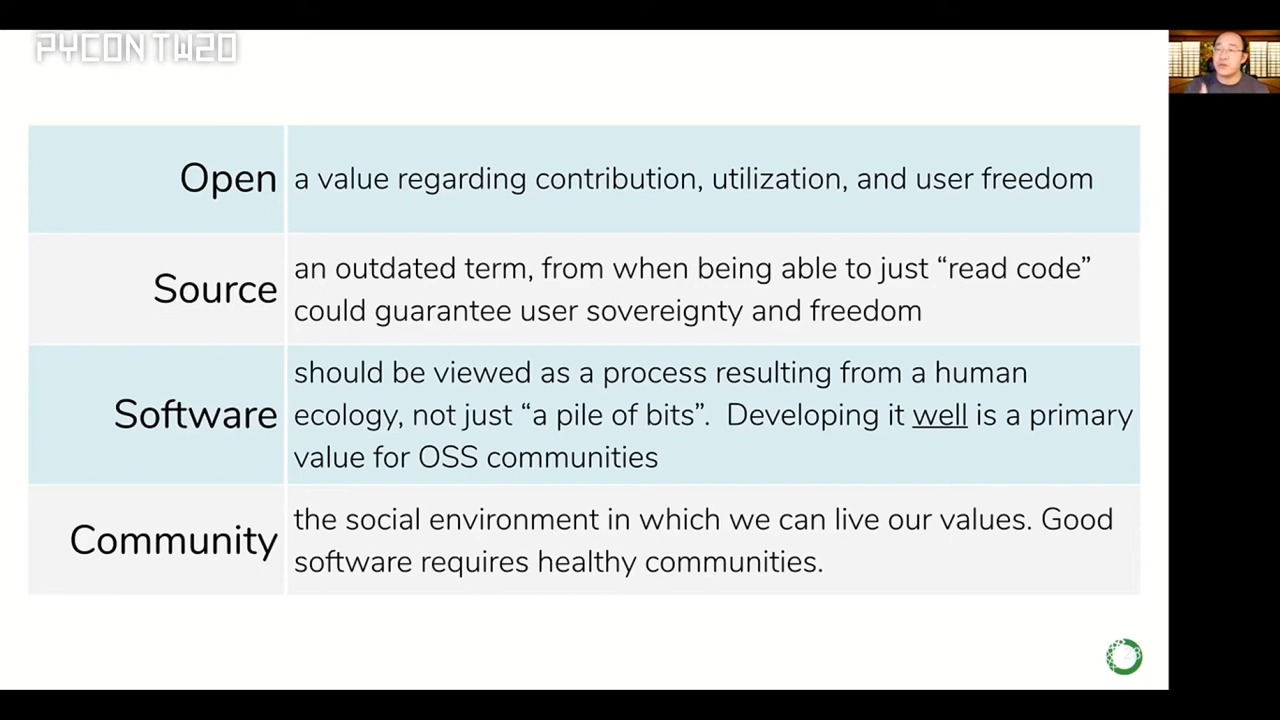 PYCON TW20
Open
a value regarding contribution, utilization, and user freedom
Source
an outdated term, from when being able to just “read code”
could guarantee user sovereignty and freedom
Software
should be viewed as a process resulting from a human
ecology, not just “a pile of bits”.  Developing it well is a primary
value for OSS communities
Community
the social environment in which we can live our values. Good
software requires healthy communities.